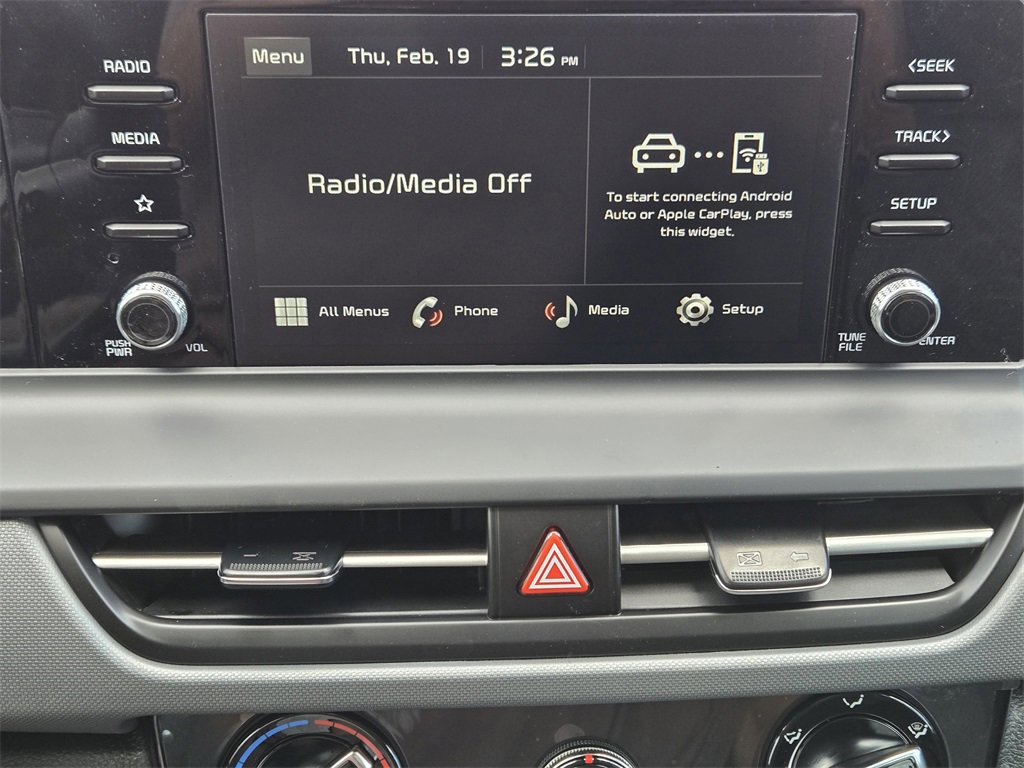 Menu Thu, Feb. 19 3:26 PM
RADIO
MEDIA
PUSH
PWR
VOL
Radio/Media Off
To start connecting Android
Auto or Apple CarPlay, press
this widget.
All Menus Phone Media Setup
<SEEK
TRACK>
SETUP
TUNE
FILE
ENTER